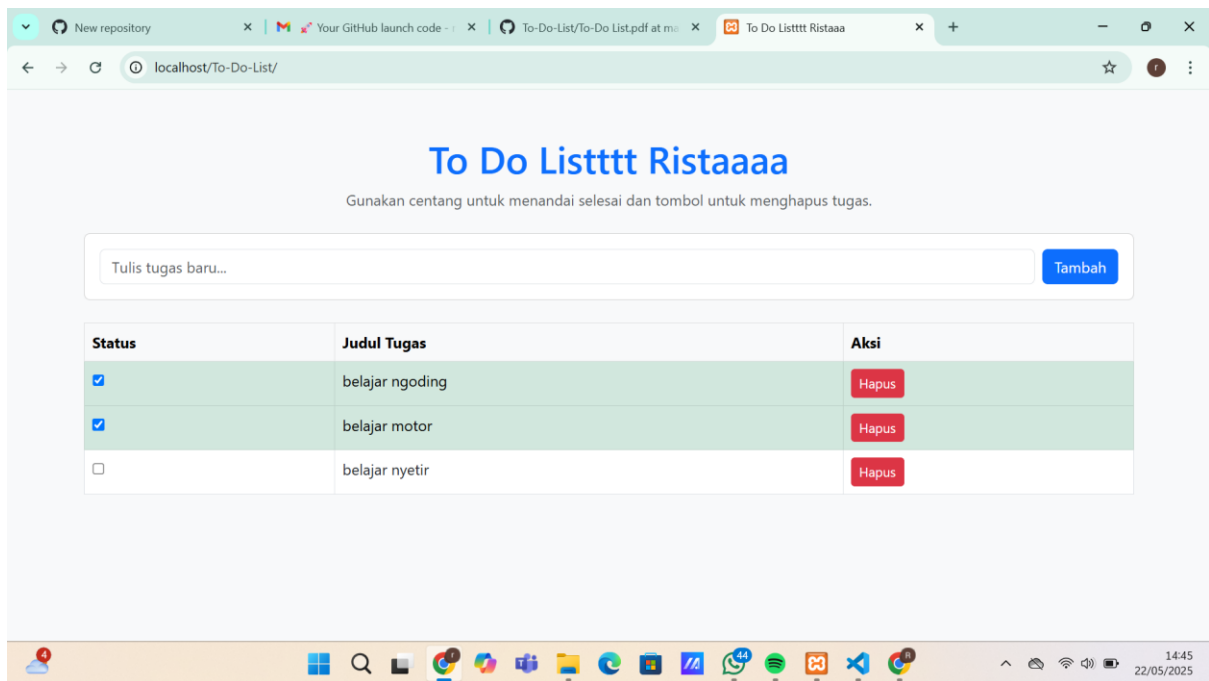 New repository
Your GitHub launch code -
To-Do-List/To-Do List.pdf at ma
To Do Listttt Ristaaa
localhost/To-Do-List/
r
To Do Listttt Ristaaaa
Gunakan centang untuk menandai selesai dan tombol untuk menghapus tugas.
Tulis tugas baru...
Tambah
Status Judul Tugas Aksi
belajar ngoding Hapus
belajar motor Hapus
belajar nyetir Hapus
4
44
14:45
22/05/2025